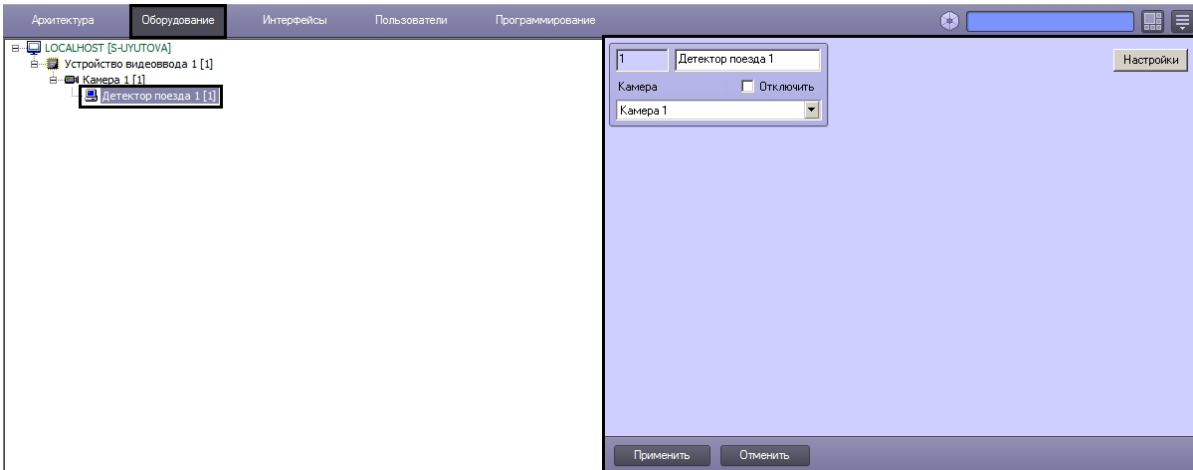 Архитектура Оборудование Интерфейсы Пользователи Программирование
LOCALHOST [S-UYUTOVA]
Устройство видеоввода 1 [1]
Камера 1 [1]
Детектор поезда 1 [1]
1 Детектор поезда 1 Настройки
Камера Отключить
Камера 1
Применить Отменить